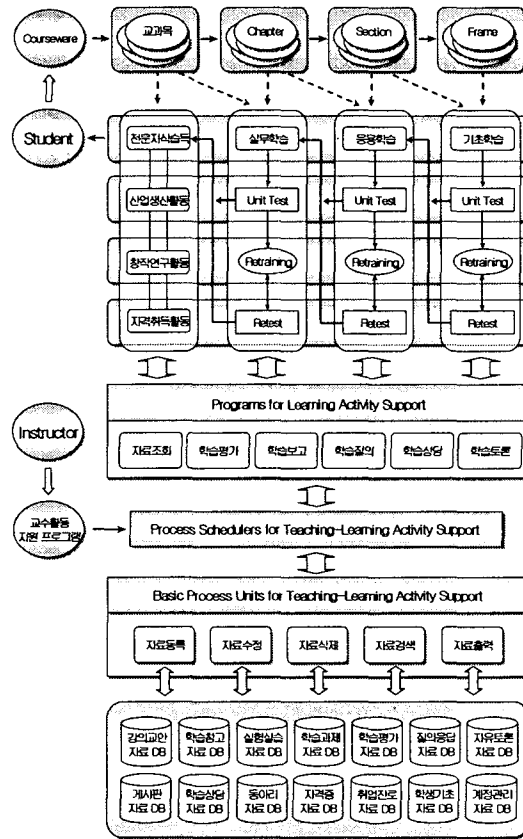 Courseware
교과목
Chapter
Section
Frame
Student
전문지식습득
실무학습
응용학습
기초학습
산업생산활동
Unit Test
Unit Test
Unit Test
창작연구활동
Retraining
Retraining
Retraining
자격취득활동
Retest
Retest
Retest
Programs for Learning Activity Support
Instructor
자료조회
학습평가
학습보고
학습질의
학습상담
학습토론
교수활동
지원 프로그램
Process Schedulers for Teaching-Learning Activity Support
Basic Process Units for Teaching-Learning Activity Support
자료등록
자료수정
자료삭제
자료검색
자료출력
강의교안
자료 DB
학습참고
자료 DB
실험실습
자료 DB
학습과제
자료 DB
학습평가
자료 DB
질의응답
자료 DB
자유토론
자료 DB
게시판
자료 DB
학습상담
자료 DB
동아리
자료 DB
자격증
자료 DB
취업진로
자료 DB
학생기초
자료 DB
계정관리
자료 DB